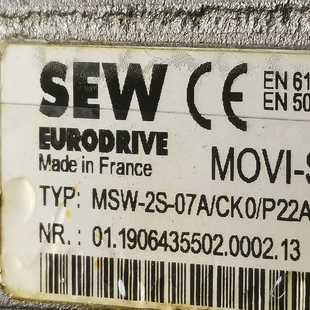 SEW CE EN 61
EN 50
EURODRIVE
Made in France MOVI-S
TYP: MSW-2S-07A/CK0/P22A
NR. : 01.1906435502.0002.13